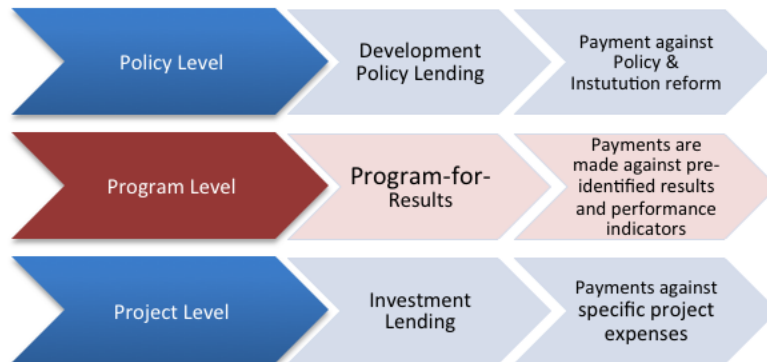 Policy Level
Development
Policy Lending
Payment against
Policy &
Instutution reform
Program Level
Program-for-
Results
Payments are
made against pre-
identified results
and performance
indicators
Project Level
Investment
Lending
Payments against
specific project
expenses